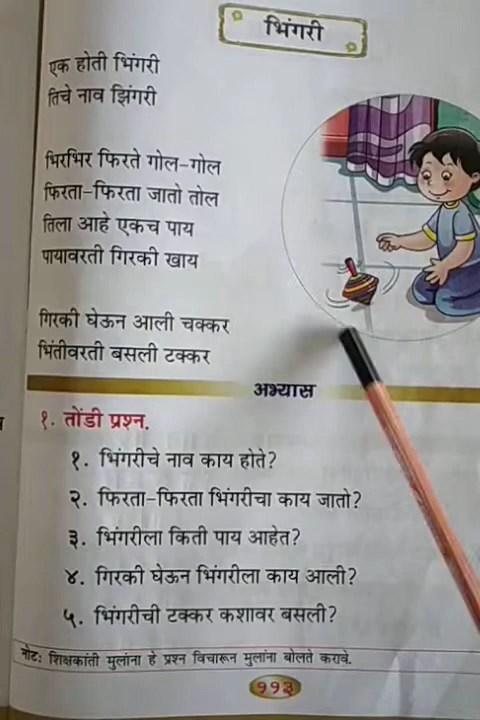 भिंगरी
एक होती भिंगरी
तिचे नाव झिंगरी
भिरभिर फिरते गोल-गोल
फिरता-फिरता जातो तोल
तिला आहे एकच पाय
पायावरती गिरकी खाय
गिरकी घेऊन आली चक्कर
भिंतीवरती बसली टक्कर
अभ्यास
१. तोंडी प्रश्न.
१. भिंगरीचे नाव काय होते?
२. फिरता-फिरता भिंगरीचा काय जातो?
३. भिंगरीला किती पाय आहेत?
४. गिरकी घेऊन भिंगरीला काय आली?
५. भिंगरीची टक्कर कशावर बसली?
नोट: शिक्षकांती मुलांना हे प्रश्न विचारून मुलांना बोलते करावे.
११३